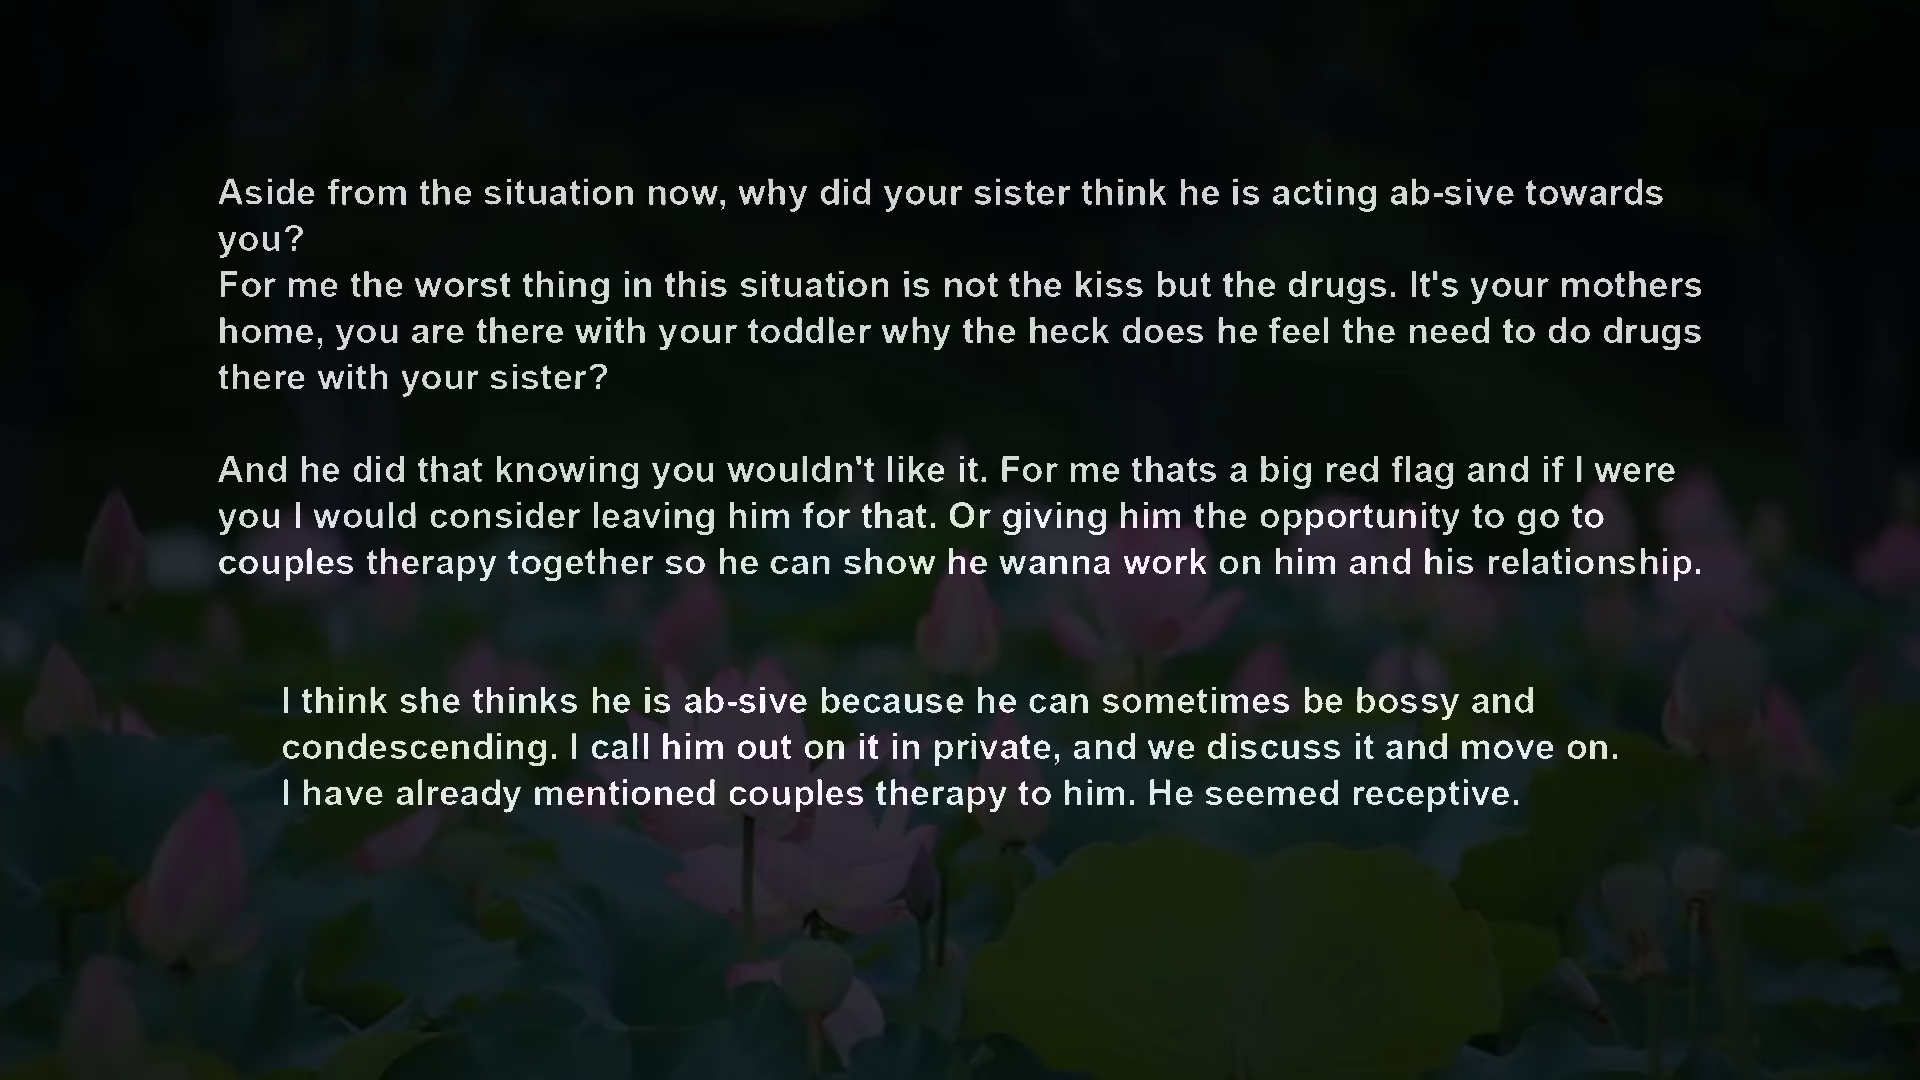 Aside from the situation now, why did your sister think he is acting ab-sive towards
you?
For me the worst thing in this situation is not the kiss but the drugs. It's your mothers
home, you are there with your toddler why the heck does he feel the need to do drugs
there with your sister?
And he did that knowing you wouldn't like it. For me thats a big red flag and if I were
you I would consider leaving him for that. Or giving him the opportunity to go to
couples therapy together so he can show he wanna work on him and his relationship.
I think she thinks he is ab-sive because he can sometimes be bossy and
condescending. I call him out on it in private, and we discuss it and move on.
I have already mentioned couples therapy to him. He seemed receptive.